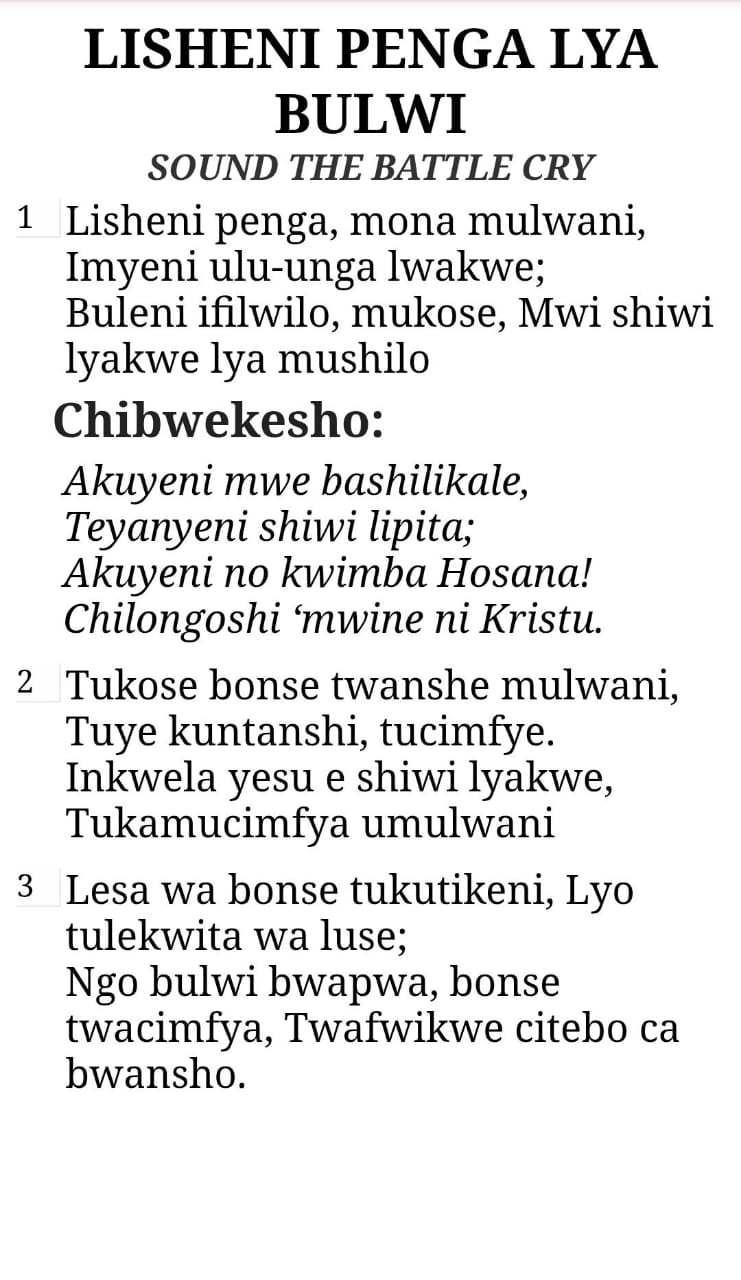 LISHENI PENGA LYA
BULWI
SOUND THE BATTLE CRY
1 Lisheni penga, mona mulwani,
Imyeni ulu-unga lwakwe;
Buleni ifilwilo, mukose, Mwi shiwi
lyakwe lya mushilo
Chibwekesho:
Akuyeni mwe bashilikale,
Teyanyeni shiwi lipita;
Akuyeni no kwimba Hosana!
Chilongoshi ‘mwine ni Kristu.
2 Tukose bonse twanshe mulwani,
Tuye kuntanshi, tucimfye.
Inkwela yesu e shiwi lyakwe,
Tukamucimfya umulwani
3 Lesa wa bonse tukutikeni, Lyo
tulekwita wa luse;
Ngo bulwi bwapwa, bonse
twacimfya, Twafwikwe citebo ca
bwansho.